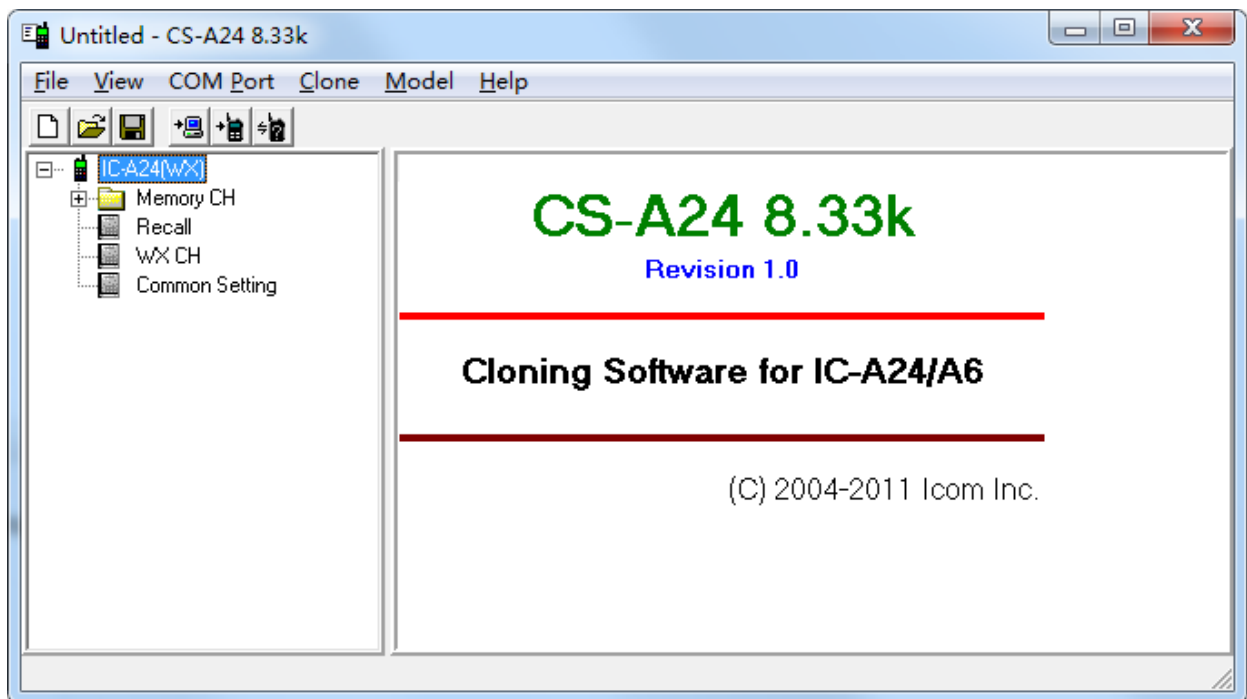 Untitled - CS-A24 8.33k
File View COM Port Clone Model Help
IC-A24(WX)
Memory CH
Recall
WX CH
Common Setting
CS-A24 8.33k
Revision 1.0
Cloning Software for IC-A24/A6
(C) 2004-2011 Icom Inc.